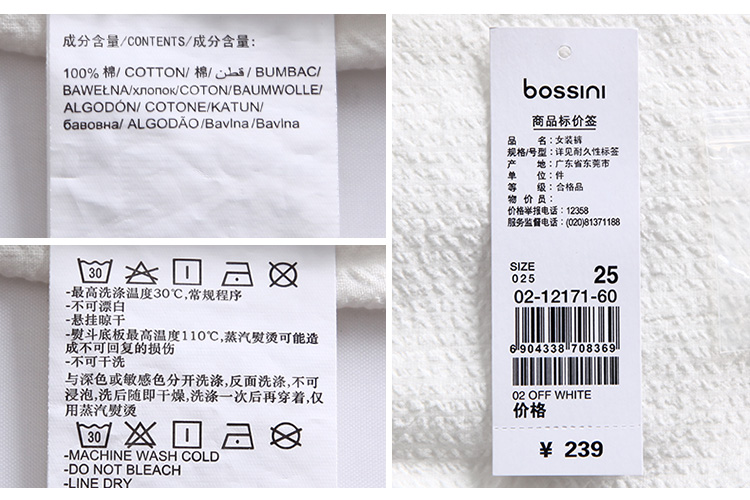 成分含量/CONTENTS/成分含量:
100% 棉/ COTTON/ 棉/ قطن/ BUMBAC/
BAWEŁNA/хлопок/COTON/BAUMWOLLE/
ALGODÓN/ COTONE/KATUN/
бавовна/ ALGODÃO/Bavlna/Bavlna
30
-最高洗涤温度30℃,常规程序
-不可漂白
-悬挂晾干
-熨斗底板最高温度110℃,蒸汽熨烫可能造
成不可回复的损伤
-不可干洗
与深色或敏感色分开洗涤,反面洗涤,不可
浸泡,洗后随即干燥,洗涤一次后再穿着,仅
用蒸汽熨烫
30
-MACHINE WASH COLD
-DO NOT BLEACH
-LINE DRY
bossini
商品标价签
品 名:女装裤
规格/号型:详见耐久性标签
产 地:广东省东莞市
单 位:件
等 级:合格品
物 价 员:
价格举报电话:12358
服务监督电话:(020)81371188
SIZE
025 25
02-12171-60
6 904338 708369
02 OFF WHITE
价格
¥ 239